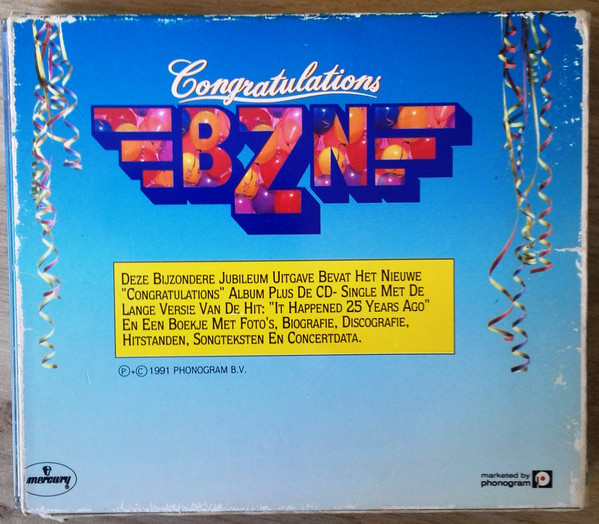 Congratulations
BZN
DEZE BIJZONDERE JUBILEUM UITGAVE BEVAT HET NIEUWE
"CONGRATULATIONS" ALBUM PLUS DE CD- SINGLE MET DE
LANGE VERSIE VAN DE HIT: "IT HAPPENED 25 YEARS AGO"
EN EEN BOEKJE MET FOTO'S, BIOGRAFIE, DISCOGRAFIE,
HITSTANDEN, SONGTEKSTEN EN CONCERTDATA.
Ⓟ+© 1991 PHONOGRAM B.V.
mercury®
marketed by
phonogram